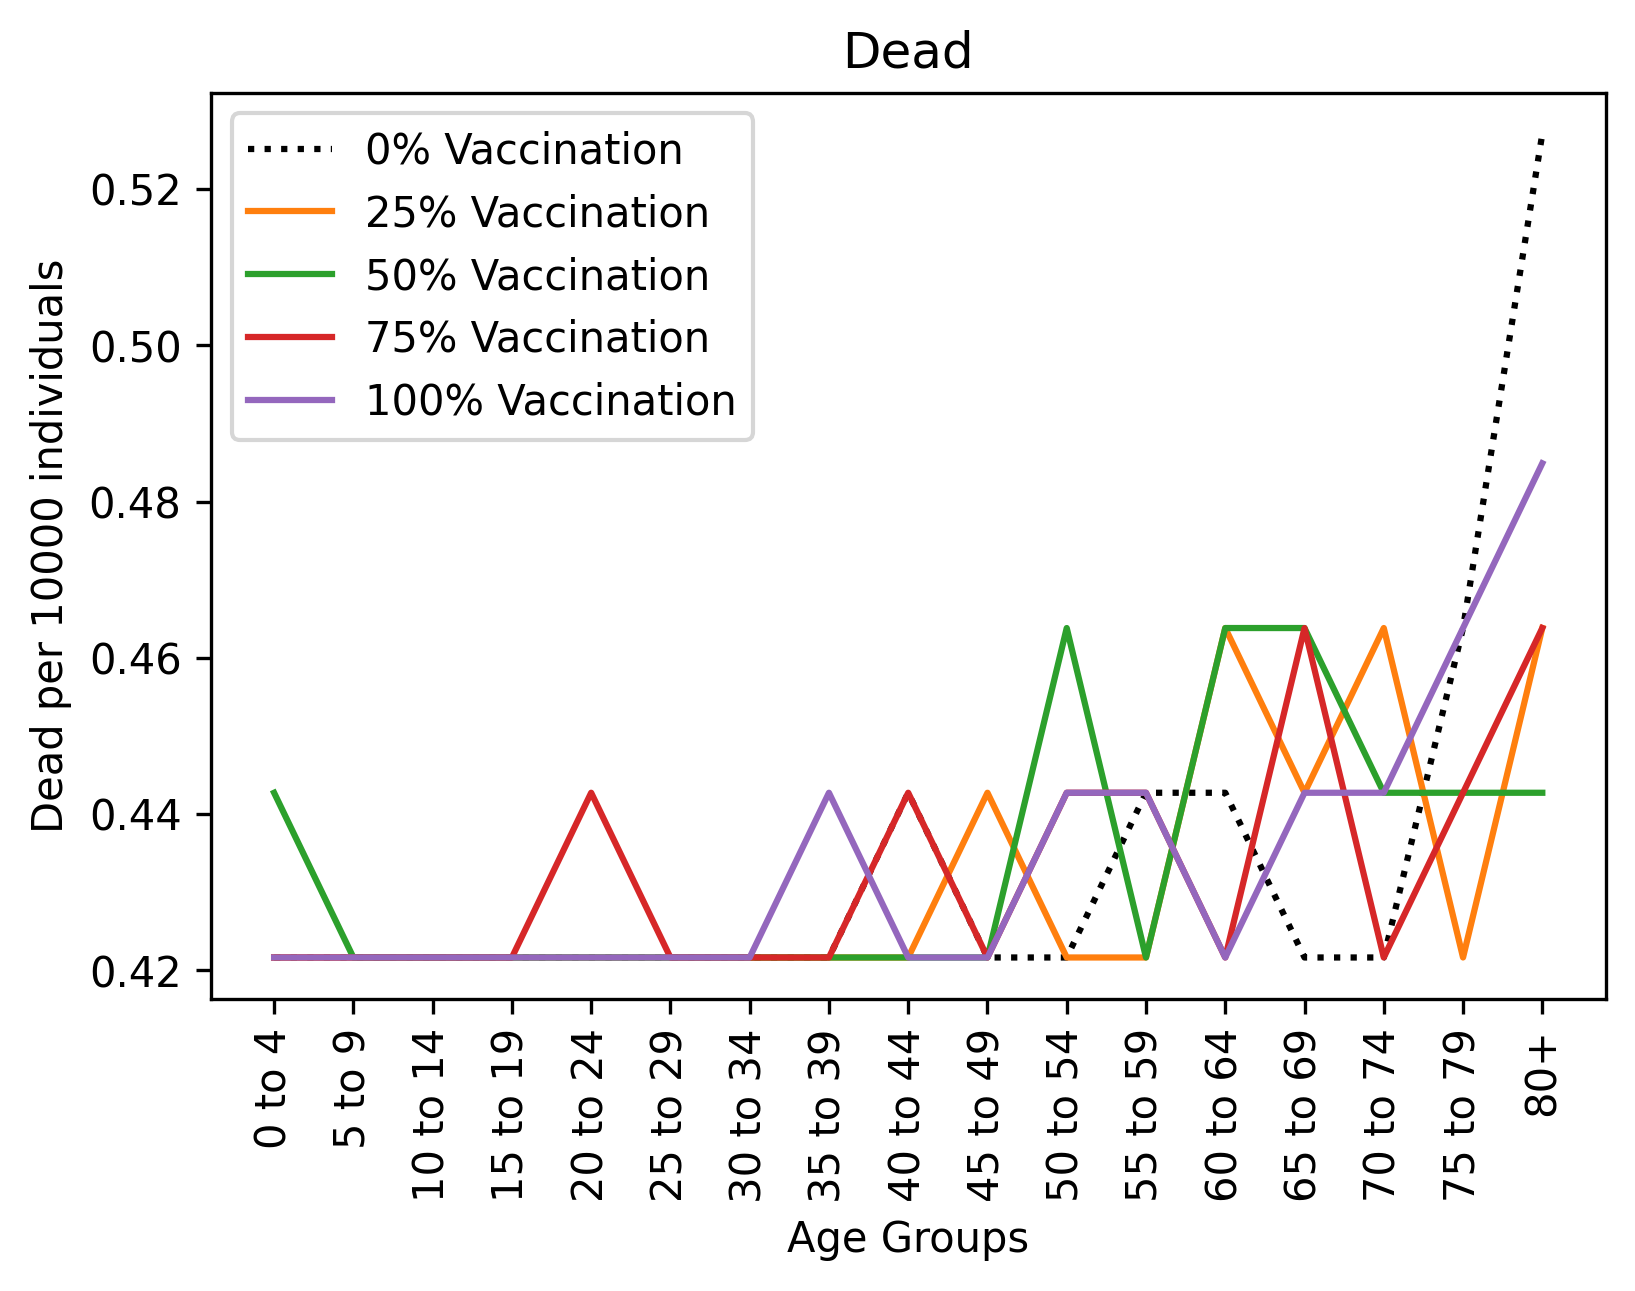 Dead
0% Vaccination
25% Vaccination
50% Vaccination
75% Vaccination
100% Vaccination
Dead per 10000 individuals
0.52
0.50
0.48
0.46
0.44
0.42
0 to 4
5 to 9
10 to 14
15 to 19
20 to 24
25 to 29
30 to 34
35 to 39
40 to 44
45 to 49
50 to 54
55 to 59
60 to 64
65 to 69
70 to 74
75 to 79
80+
Age Groups